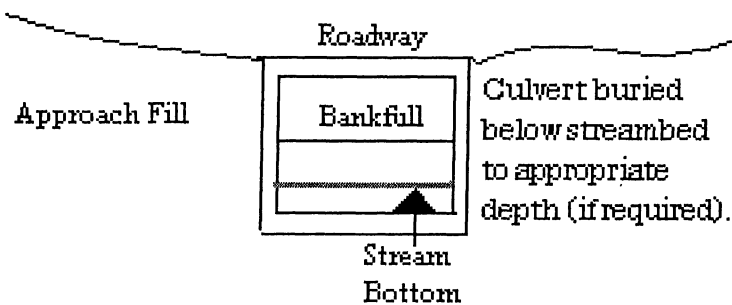 Roadway
Approach Fill
Bankfull
Culvert buried
below streambed
to appropriate
depth (if required).
Stream
Bottom